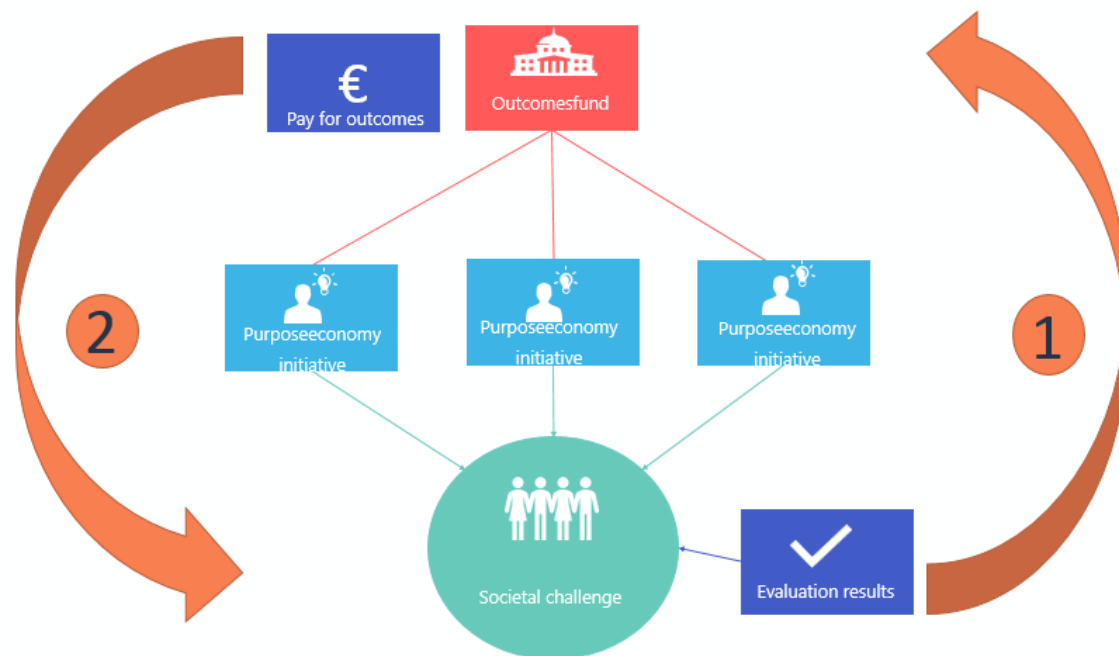 €
Pay for outcomes
Outcomesfund
Purposeeconomy
initiative
Purposeeconomy
initiative
Purposeeconomy
initiative
2
1
Societal challenge
Evaluation results